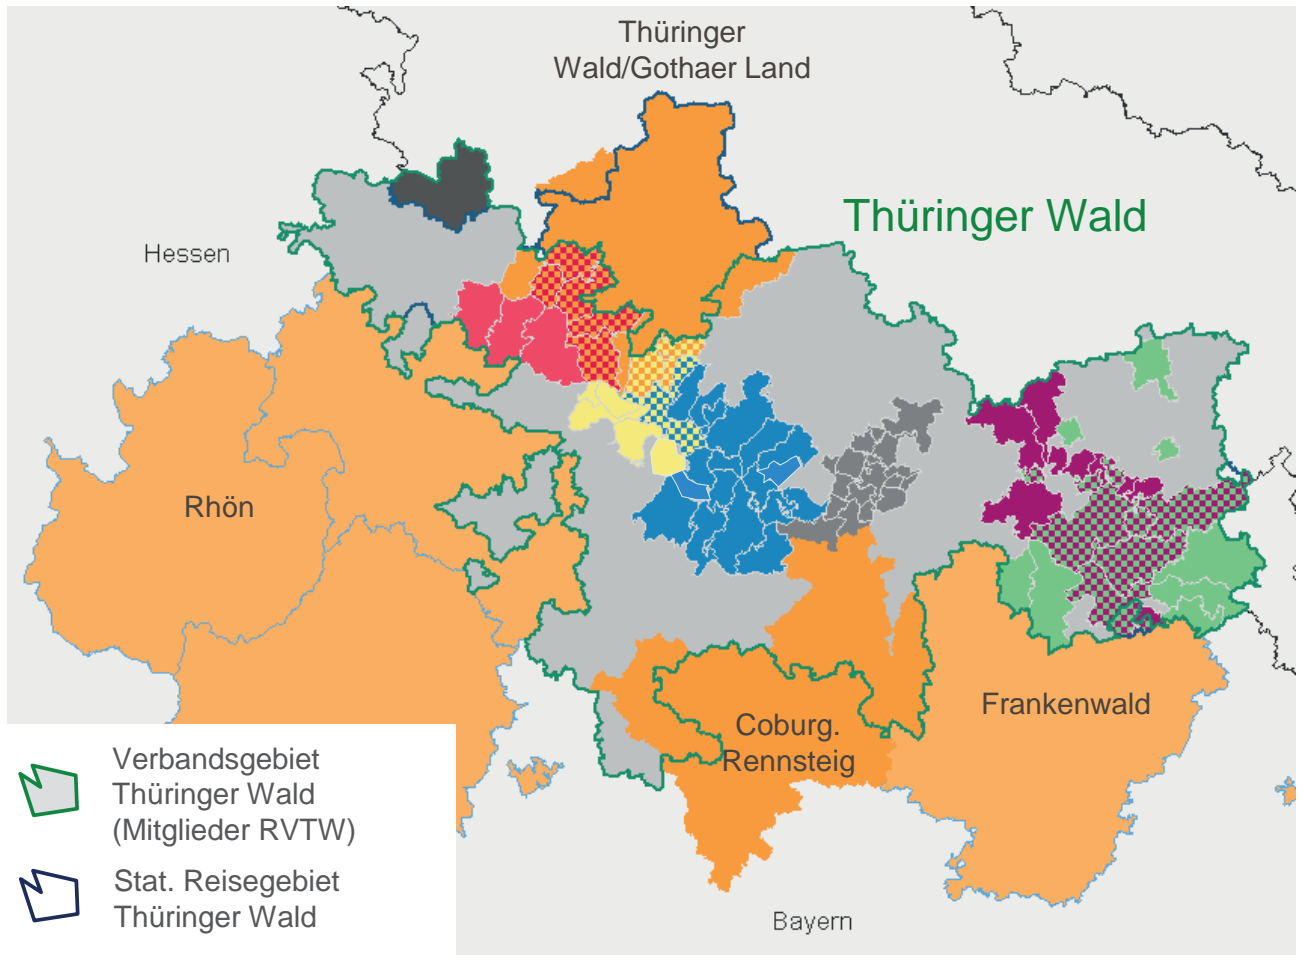 Thüringer
Wald/Gothaer Land
Thüringer Wald
Hessen
Rhön
Frankenwald
Coburg.
Rennsteig
Verbandsgebiet
Thüringer Wald
(Mitglieder RVTW)
Stat. Reisegebiet
Thüringer Wald
Bayern